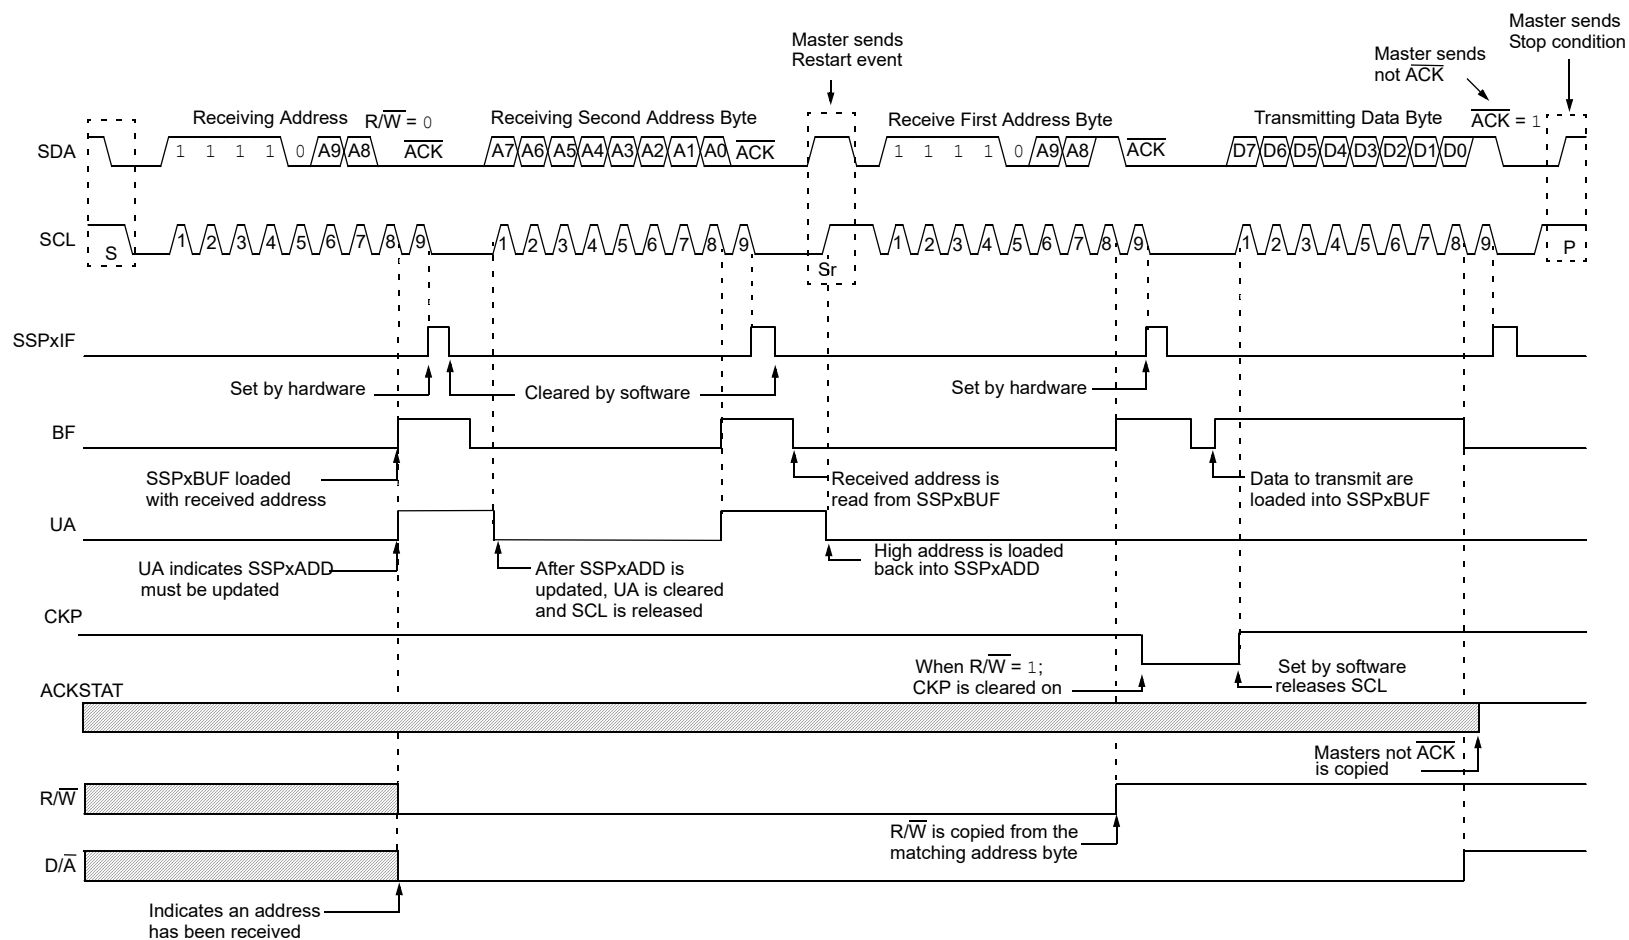 Master sends
Stop condition
Master sends
Restart event
Master sends
not ACK
Receiving Address R/W = 0
Receiving Second Address Byte
Receive First Address Byte
Transmitting Data Byte
ACK = 1
SDA
1 1 1 1 0 A9 A8 ACK
A7 A6 A5 A4 A3 A2 A1 A0 ACK
1 1 1 1 0 A9 A8 ACK
D7 D6 D5 D4 D3 D2 D1 D0
SCL
S
1 2 3 4 5 6 7 8 9
1 2 3 4 5 6 7 8 9
Sr
1 2 3 4 5 6 7 8 9
1 2 3 4 5 6 7 8 9
P
SSPxIF
Set by hardware
Cleared by software
Set by hardware
BF
SSPxBUF loaded
with received address
Received address is
read from SSPxBUF
Data to transmit are
loaded into SSPxBUF
UA
UA indicates SSPxADD
must be updated
After SSPxADD is
updated, UA is cleared
and SCL is released
High address is loaded
back into SSPxADD
CKP
When R/W = 1;
CKP is cleared on
Set by software
releases SCL
ACKSTAT
Masters not ACK
is copied
R/W
R/W is copied from the
matching address byte
D/A
Indicates an address
has been received